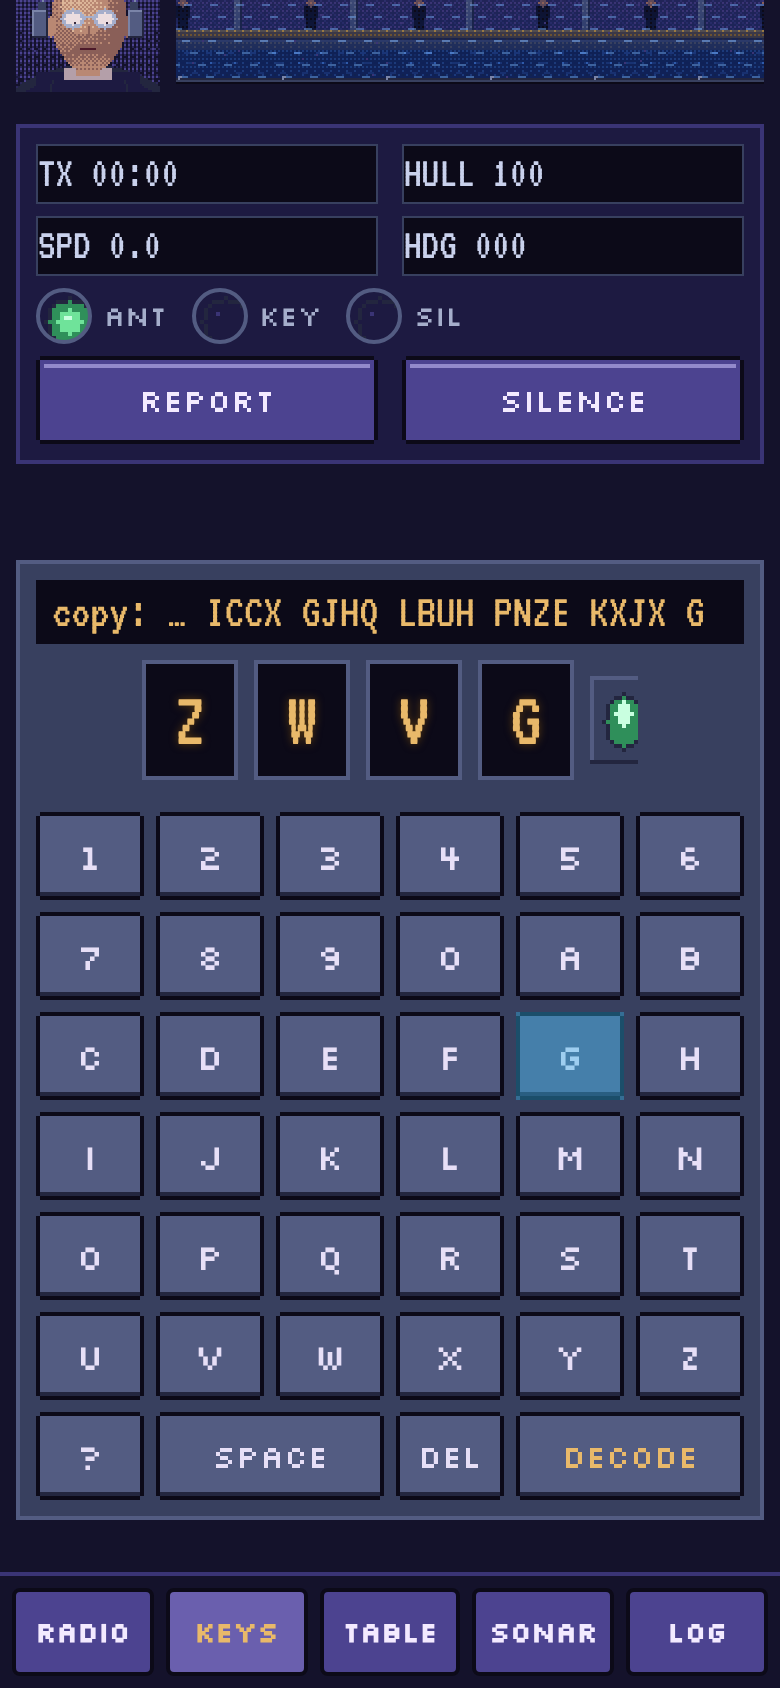 TX 00:00 HULL 100
SPD 0.0 HDG 000
ANT KEY SIL
REPORT SILENCE
copy: … ICCX GJHQ LBUH PNZE KXJX G
Z W V G
1 2 3 4 5 6
7 8 9 0 A B
C D E F G H
I J K L M N
O P Q R S T
U V W X Y Z
? SPACE DEL DECODE
RADIO KEYS TABLE SONAR LOG